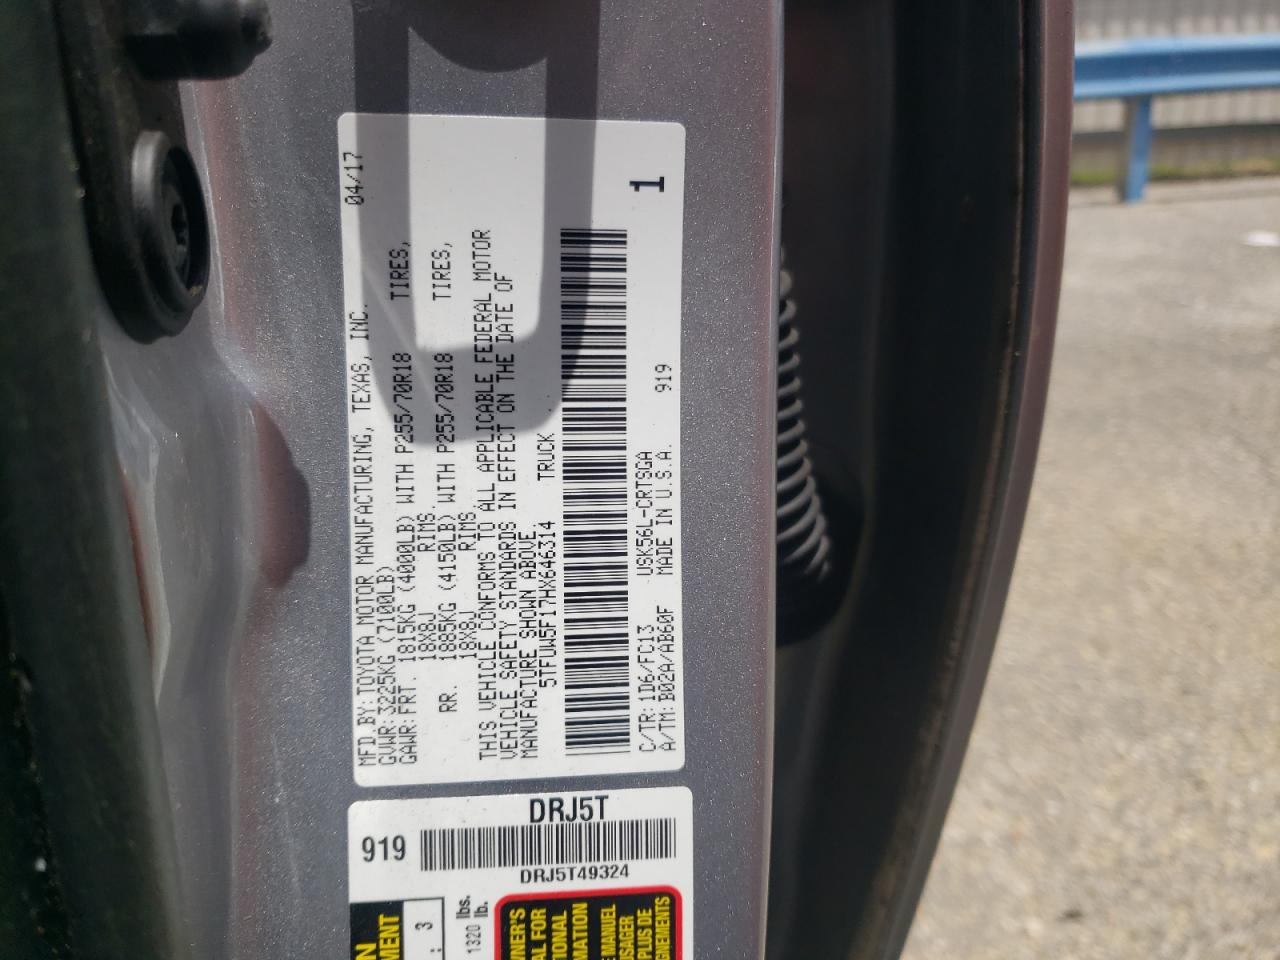 MFD.BY:TOYOTA MOTOR MANUFACTURING, TEXAS, INC. 04/17
GVWR:3225KG (7100LB)
GAWR:FRT. 1815KG (4000LB) WITH P255/70R18 TIRES,
18X8J RIMS
RR. 1885KG (4150LB) WITH P255/70R18 TIRES,
18X8J RIMS
THIS VEHICLE CONFORMS TO ALL APPLICABLE FEDERAL MOTOR
VEHICLE SAFETY STANDARDS IN EFFECT ON THE DATE OF
MANUFACTURE SHOWN ABOVE.
5TFUW5F17HX646314 TRUCK
1
C/TR: 1D6/FC13 USK56L-CRTSGA 919
A/TM: B02A/AB60F MADE IN U.S.A.
DRJ5T
919
DRJ5T49324
: 3
1320 lbs.
lb.